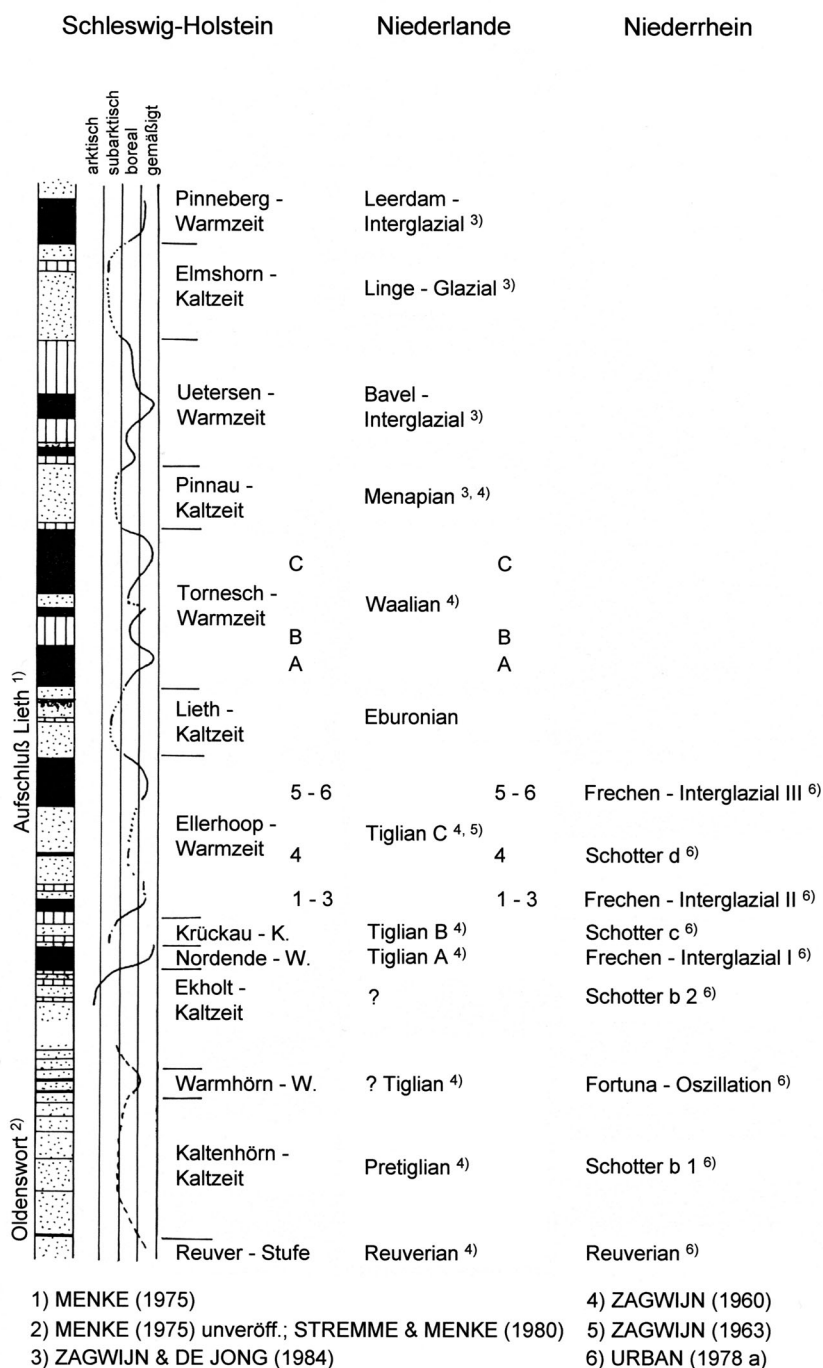 Schleswig-Holstein Niederlande Niederrhein
arktisch
subarktisch
boreal
gemäßigt
Pinneberg - Leerdam -
Warmzeit Interglazial 3)
Elmshorn -
Kaltzeit Linge - Glazial 3)
Uetersen - Bavel -
Warmzeit Interglazial 3)
Pinnau -
Kaltzeit Menapian 3, 4)
C C
Tornesch - Waalian 4)
Warmzeit
B B
A A
Lieth - Eburonian
Kaltzeit
Aufschluß Lieth 1)
5 - 6 5 - 6 Frechen - Interglazial III 6)
Ellerhoop - Tiglian C 4, 5)
Warmzeit 4 4 Schotter d 6)
1 - 3 1 - 3 Frechen - Interglazial II 6)
Krückau - K. Tiglian B 4) Schotter c 6)
Nordende - W. Tiglian A 4) Frechen - Interglazial I 6)
Ekholt - ? Schotter b 2 6)
Kaltzeit
Warmhörn - W. ? Tiglian 4) Fortuna - Oszillation 6)
Kaltenhörn - Pretiglian 4) Schotter b 1 6)
Kaltzeit
Oldenswort 2)
Reuver - Stufe Reuverian 4) Reuverian 6)
1) MENKE (1975) 4) ZAGWIJN (1960)
2) MENKE (1975) unveröff.; STREMME & MENKE (1980) 5) ZAGWIJN (1963)
3) ZAGWIJN & DE JONG (1984) 6) URBAN (1978 a)